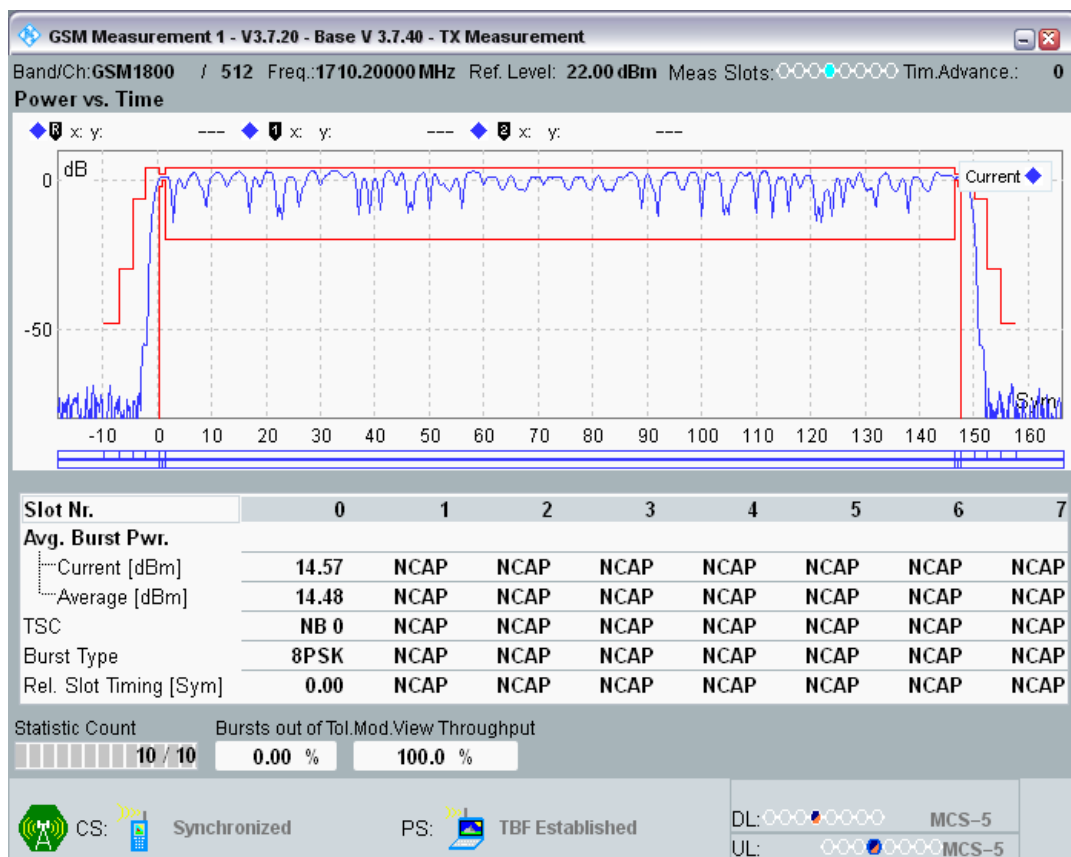 GSM Measurement 1 - V3.7.20 - Base V 3.7.40 - TX Measurement
Band/Ch:GSM1800 / 512 Freq.:1710.20000 MHz Ref. Level: 22.00 dBm Meas Slots: Tim.Advance.: 0
Power vs. Time
R x: y: --- 1 x: y: --- 2 x: y: ---
dB
Current
0
-50
Sym
-10 0 10 20 30 40 50 60 70 80 90 100 110 120 130 140 150 160
Slot Nr. 0 1 2 3 4 5 6 7
Avg. Burst Pwr.
Current [dBm] 14.57 NCAP NCAP NCAP NCAP NCAP NCAP NCAP
Average [dBm] 14.48 NCAP NCAP NCAP NCAP NCAP NCAP NCAP
TSC NB 0 NCAP NCAP NCAP NCAP NCAP NCAP NCAP
Burst Type 8PSK NCAP NCAP NCAP NCAP NCAP NCAP NCAP
Rel. Slot Timing [Sym] 0.00 NCAP NCAP NCAP NCAP NCAP NCAP NCAP
Statistic Count Bursts out of Tol.Mod.View Throughput
10 / 10 0.00 % 100.0 %
CS: Synchronized PS: TBF Established DL: MCS-5
UL: MCS-5